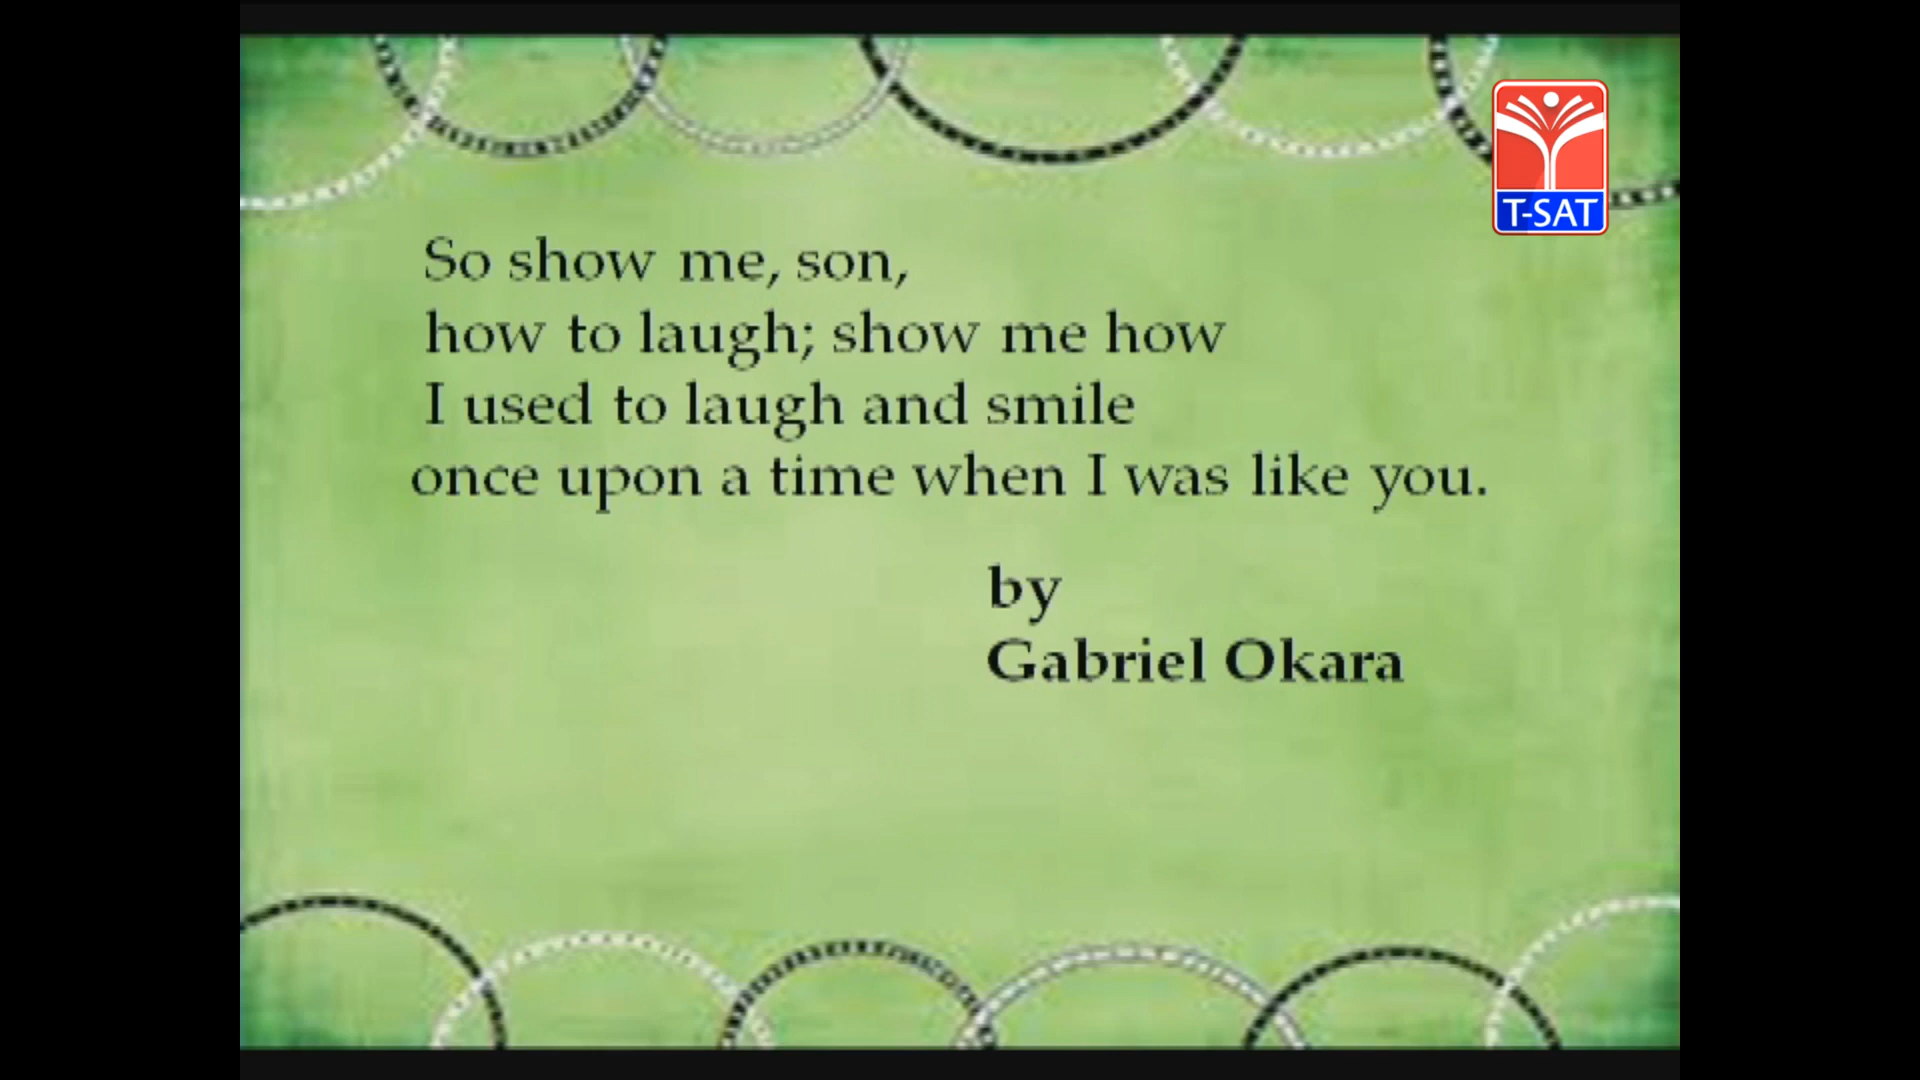 T-SAT
So show me, son,
how to laugh; show me how
I used to laugh and smile
once upon a time when I was like you.
by
Gabriel Okara